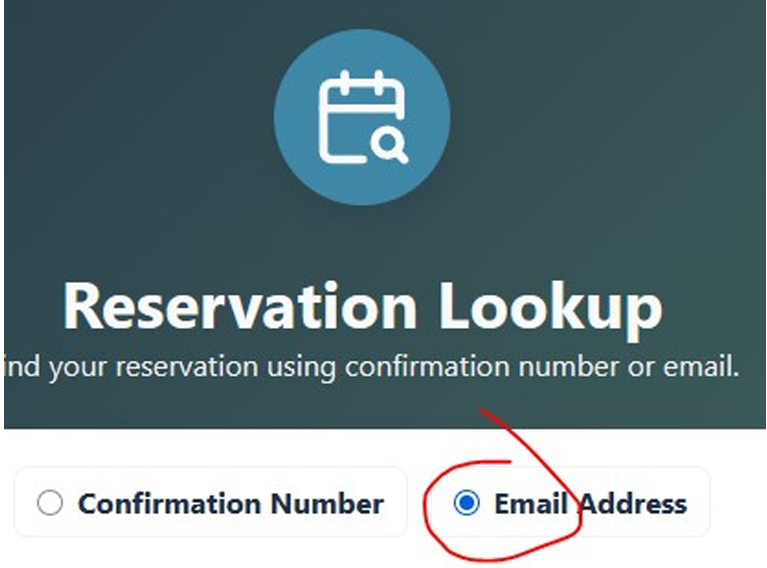 Reservation Lookup
ind your reservation using confirmation number or email.
Confirmation Number
Email Address